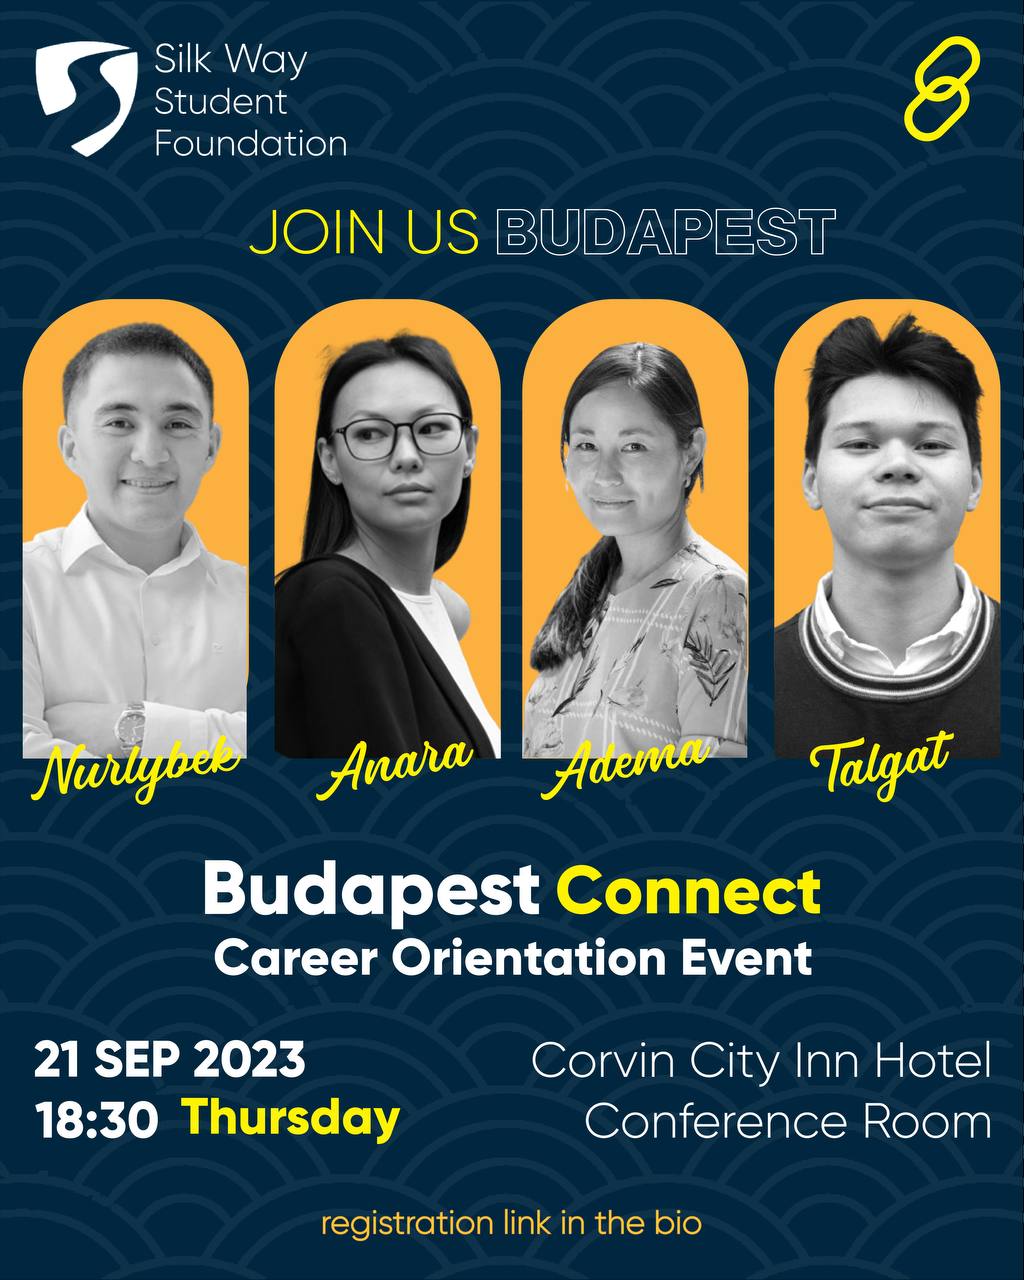 Silk Way
Student
Foundation
JOIN US BUDAPEST
Nurlybek
Anara
Adema
Talgat
Budapest Connect
Career Orientation Event
21 SEP 2023
18:30 Thursday
Corvin City Inn Hotel
Conference Room
registration link in the bio